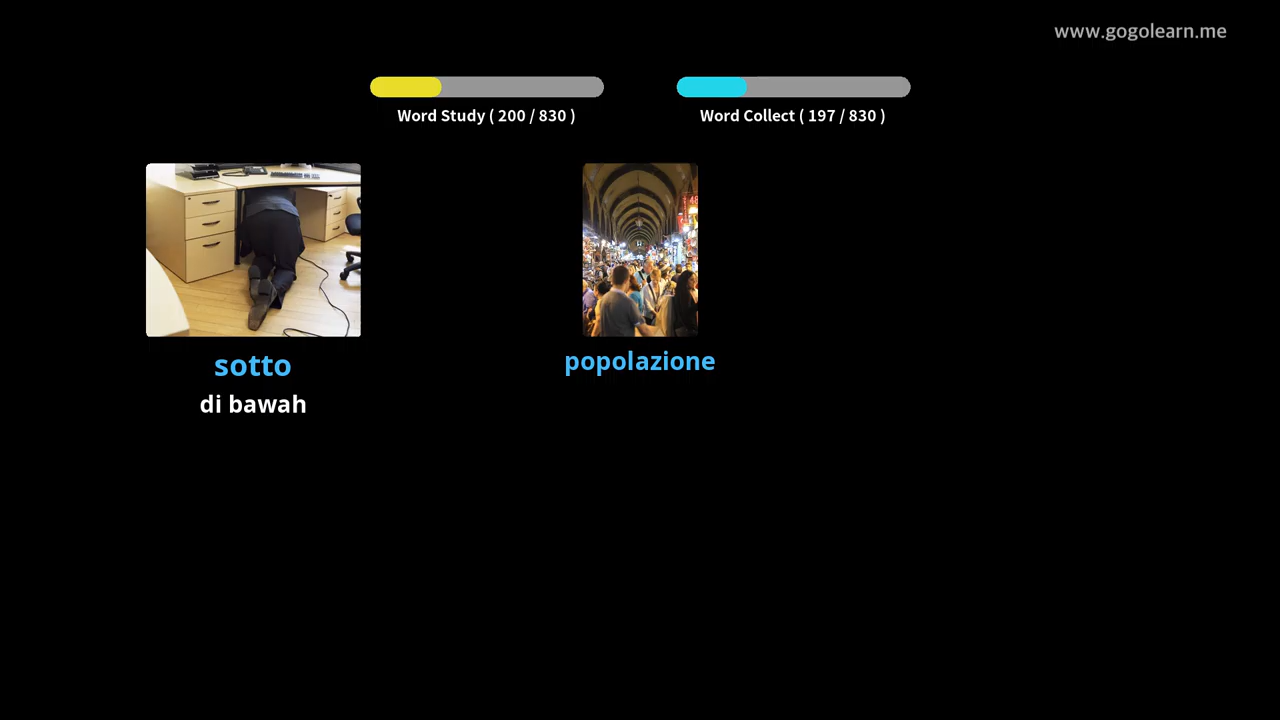 www.gogolearn.me
Word Study ( 200 / 830 )
Word Collect ( 197 / 830 )
sotto
di bawah
popolazione